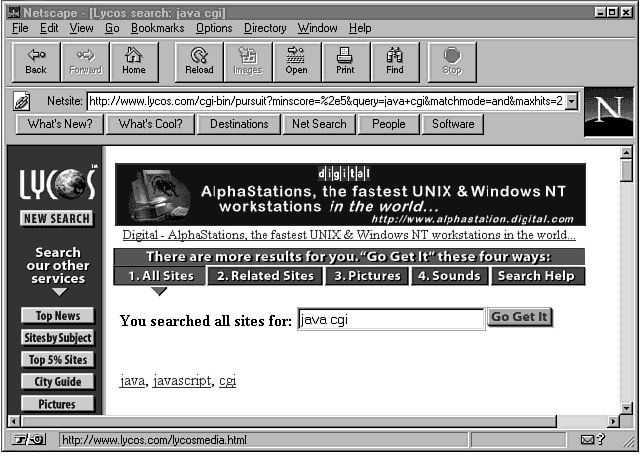 Netscape - [Lycos search: java cgi]
File Edit View Go Bookmarks Options Directory Window Help
Back Forward Home Reload Images Open Print Find Stop
Netsite: http://www.lycos.com/cgi-bin/pursuit?minscore=%2e5&query=java+cgi&matchmode=and&maxhits=2
N
What's New? What's Cool? Destinations Net Search People Software
LYCOS™
NEW SEARCH
Search
our other
services
Top News
Sites by Subject
Top 5% Sites
City Guide
Pictures
digital
AlphaStations, the fastest UNIX & Windows NT
workstations in the world...
http://www.alphastation.digital.com
Digital - AlphaStations, the fastest UNIX & Windows NT workstations in the world...
There are more results for you. "Go Get It" these four ways:
1. All Sites 2. Related Sites 3. Pictures 4. Sounds Search Help
You searched all sites for: java cgi Go Get It
java, javascript, cgi
http://www.lycos.com/lycosmedia.html
?